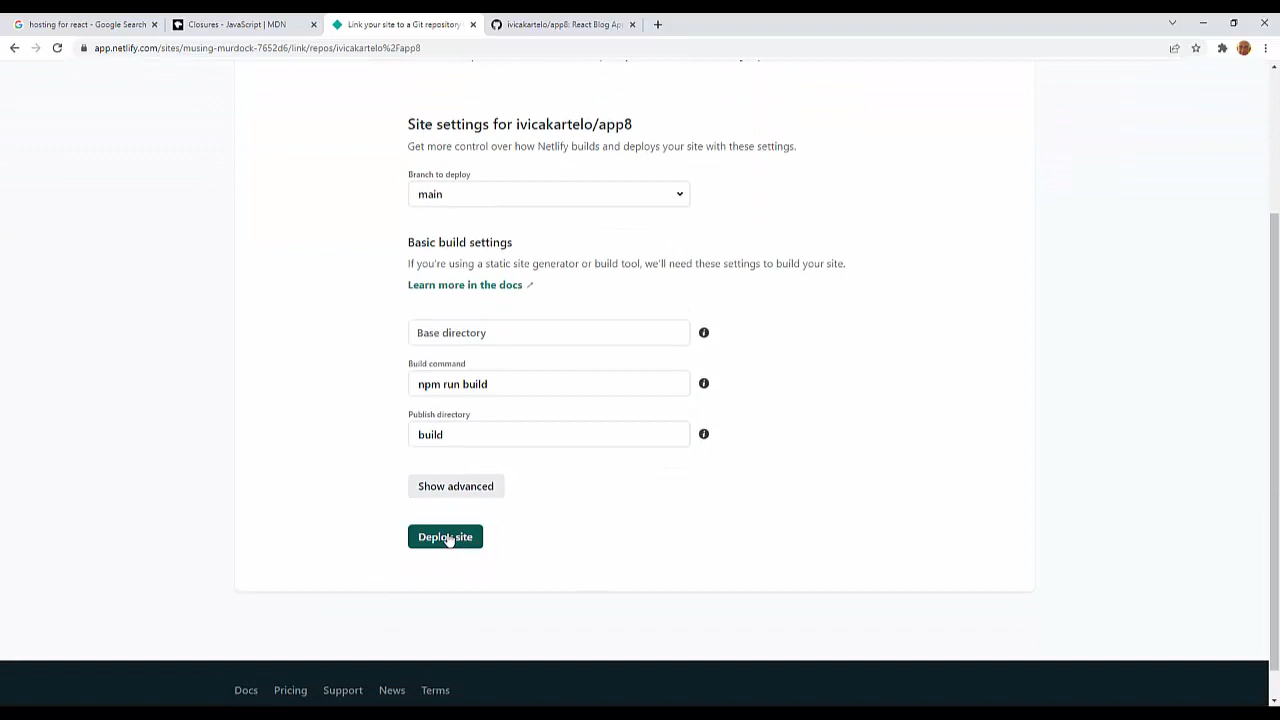 hosting for react - Google Search
Closures - JavaScript | MDN
Link your site to a Git repository
ivicakartelo/app8: React Blog Ap
app.netlify.com/sites/musing-murdock-7652d6/link/repos/ivicakartelo%2Fapp8
Site settings for ivicakartelo/app8
Get more control over how Netlify builds and deploys your site with these settings.
Branch to deploy
main
Basic build settings
If you're using a static site generator or build tool, we'll need these settings to build your site.
Learn more in the docs
Base directory
Build command
npm run build
Publish directory
build
Show advanced
Deploy site
Docs Pricing Support News Terms